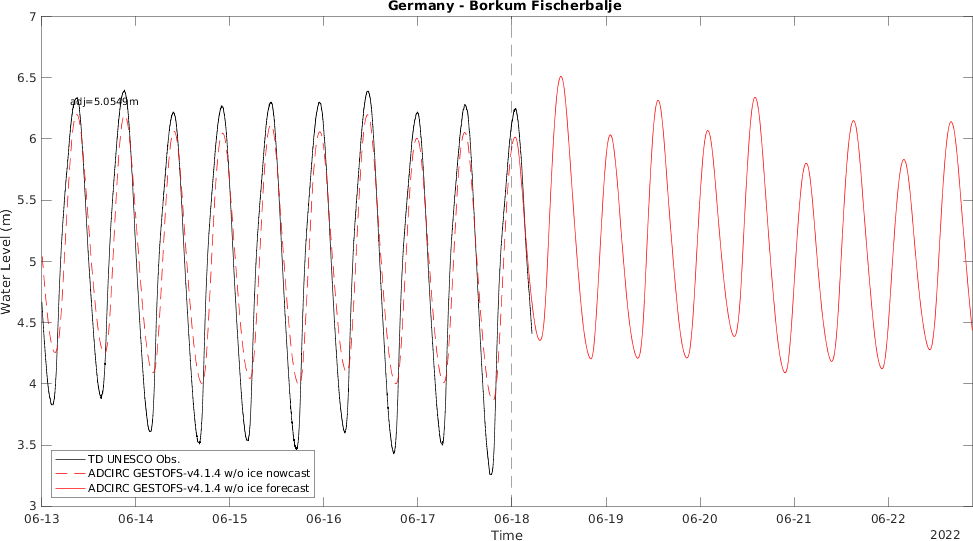 Germany - Borkum Fischerbalje
7
6.5
adj=5.0549m
6
5.5
5
4.5
4
3.5
3
Water Level (m)
TD UNESCO Obs.
ADCIRC GESTOFS-v4.1.4 w/o ice nowcast
ADCIRC GESTOFS-v4.1.4 w/o ice forecast
06-13 06-14 06-15 06-16 06-17 06-18 06-19 06-20 06-21 06-22
Time
2022